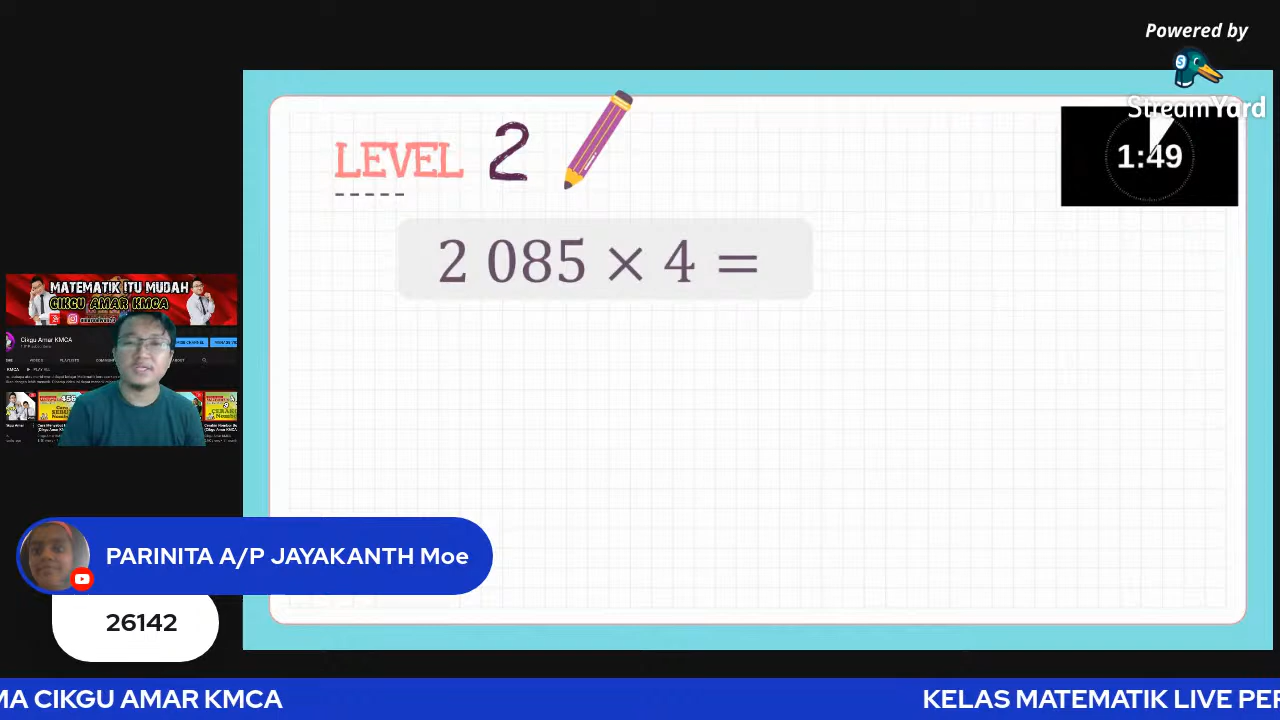 Powered by
StreamYard
LEVEL 2
1:49
2 085 × 4 =
MATEMATIK ITU MUDAH
CIKGU AMAR KMCA
Cikgu Amar KMCA
PARINITA A/P JAYAKANTH Moe
26142
MA CIKGU AMAR KMCA
KELAS MATEMATIK LIVE PER